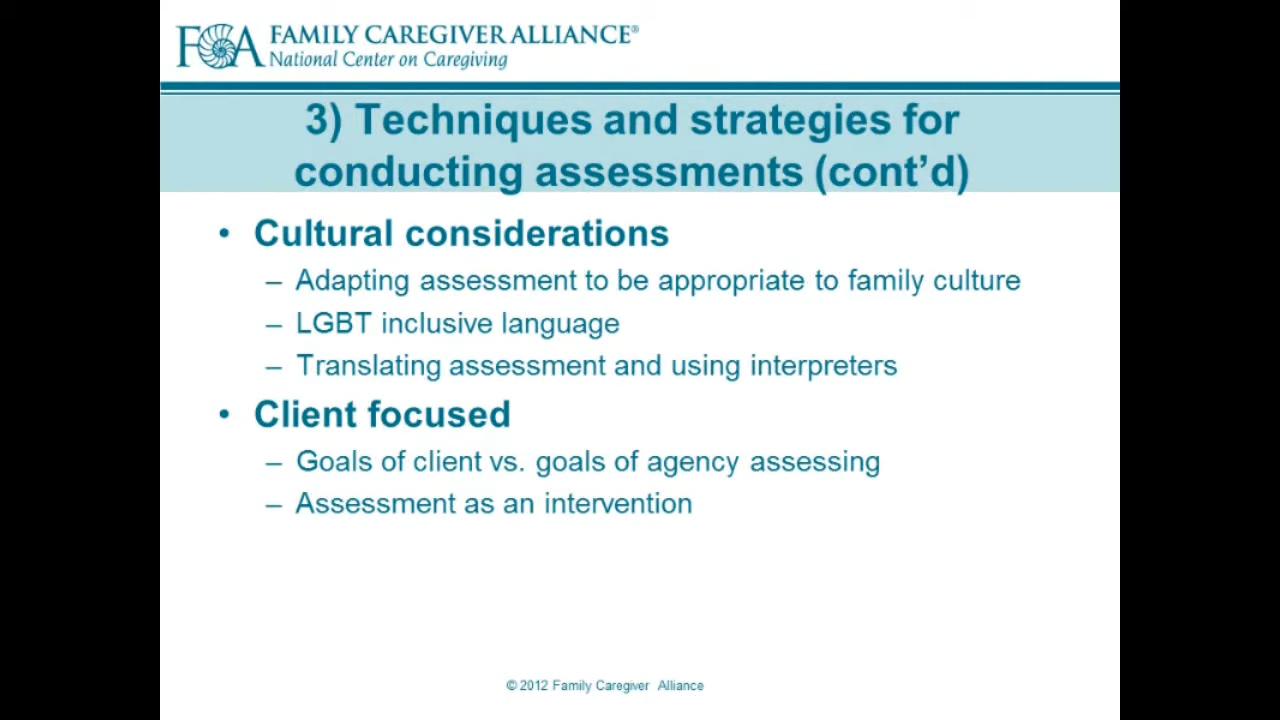 FCA FAMILY CAREGIVER ALLIANCE®
National Center on Caregiving
3) Techniques and strategies for
conducting assessments (cont’d)
• Cultural considerations
– Adapting assessment to be appropriate to family culture
– LGBT inclusive language
– Translating assessment and using interpreters
• Client focused
– Goals of client vs. goals of agency assessing
– Assessment as an intervention
© 2012 Family Caregiver Alliance